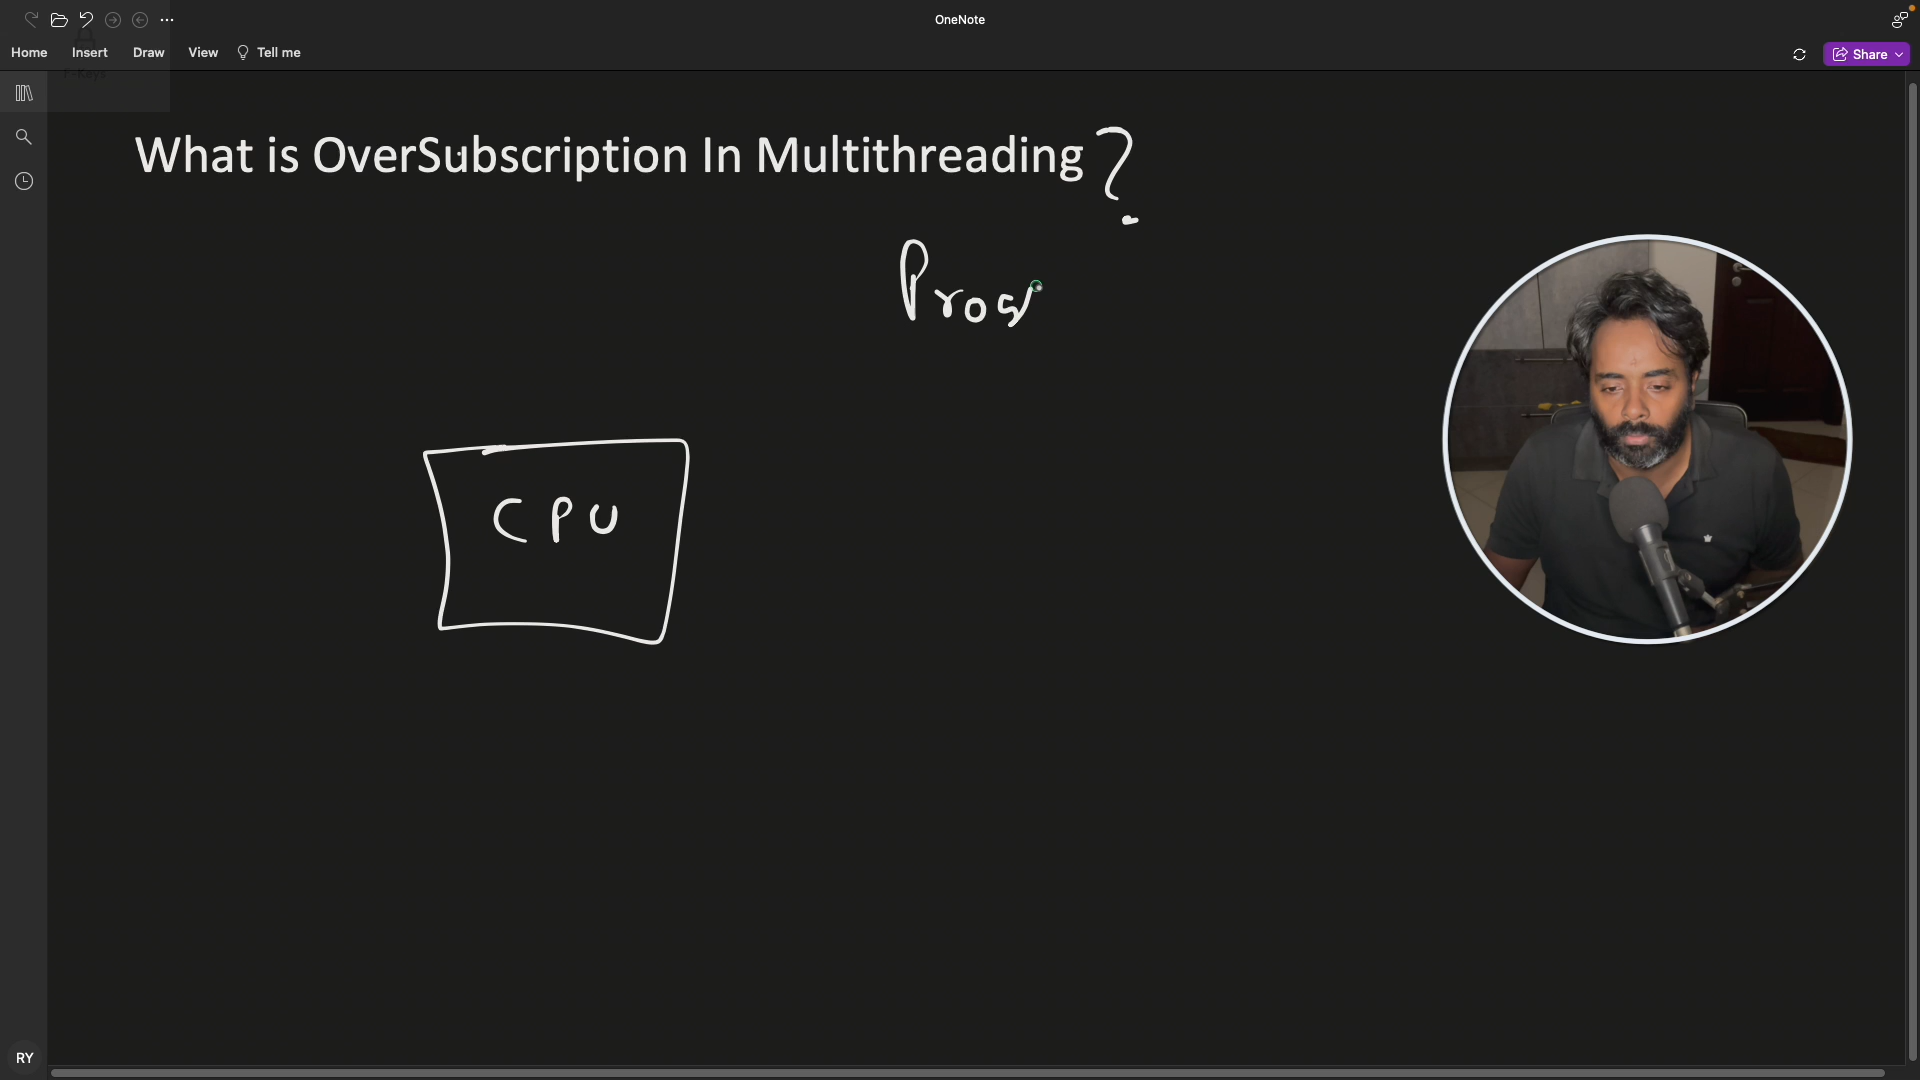 OneNote
Home Insert Draw View Tell me
Share
What is OverSubscription In Multithreading ?
Prog
CPU
RY